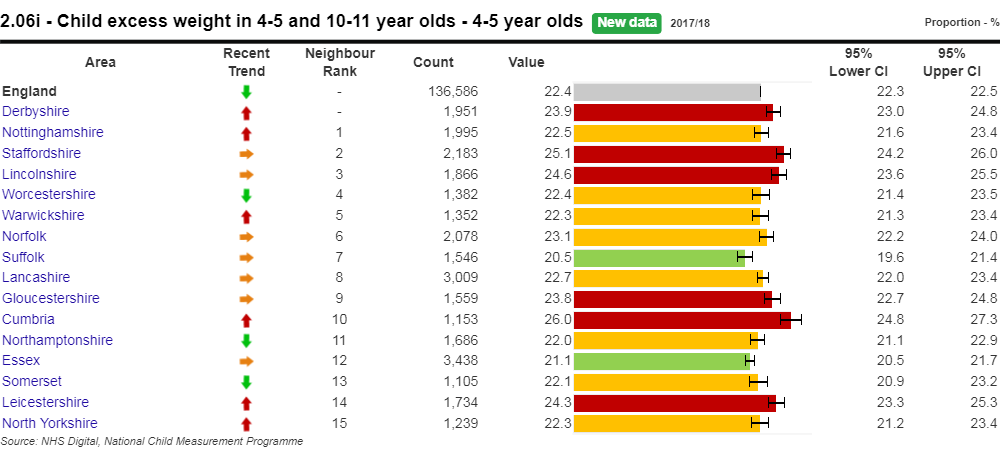 2.06i - Child excess weight in 4-5 and 10-11 year olds - 4-5 year olds New data 2017/18 Proportion - %
Area Recent Trend Neighbour Rank Count Value 95% Lower CI 95% Upper CI
England - 136,586 22.4 22.3 22.5
Derbyshire - 1,951 23.9 23.0 24.8
Nottinghamshire 1 1,995 22.5 21.6 23.4
Staffordshire 2 2,183 25.1 24.2 26.0
Lincolnshire 3 1,866 24.6 23.6 25.5
Worcestershire 4 1,382 22.4 21.4 23.5
Warwickshire 5 1,352 22.3 21.3 23.4
Norfolk 6 2,078 23.1 22.2 24.0
Suffolk 7 1,546 20.5 19.6 21.4
Lancashire 8 3,009 22.7 22.0 23.4
Gloucestershire 9 1,559 23.8 22.7 24.8
Cumbria 10 1,153 26.0 24.8 27.3
Northamptonshire 11 1,686 22.0 21.1 22.9
Essex 12 3,438 21.1 20.5 21.7
Somerset 13 1,105 22.1 20.9 23.2
Leicestershire 14 1,734 24.3 23.3 25.3
North Yorkshire 15 1,239 22.3 21.2 23.4
Source: NHS Digital, National Child Measurement Programme